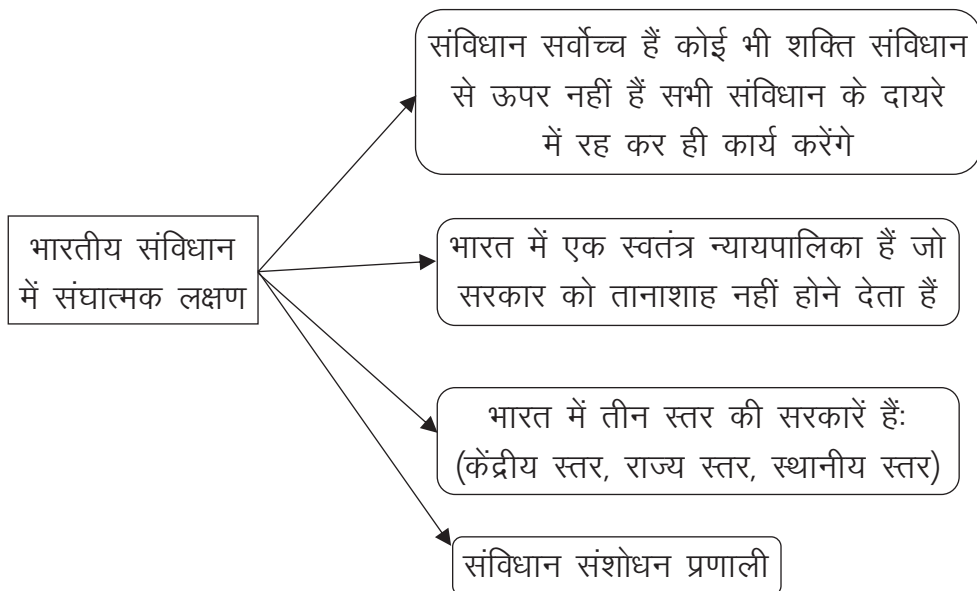 संविधान सर्वोच्च हैं कोई भी शक्ति संविधान
से ऊपर नहीं हैं सभी संविधान के दायरे
में रह कर ही कार्य करेंगे
भारतीय संविधान
में संघात्मक लक्षण
भारत में एक स्वतंत्र न्यायपालिका हैं जो
सरकार को तानाशाह नहीं होने देता हैं
भारत में तीन स्तर की सरकारें हैंः
(केंद्रीय स्तर, राज्य स्तर, स्थानीय स्तर)
संविधान संशोधन प्रणाली